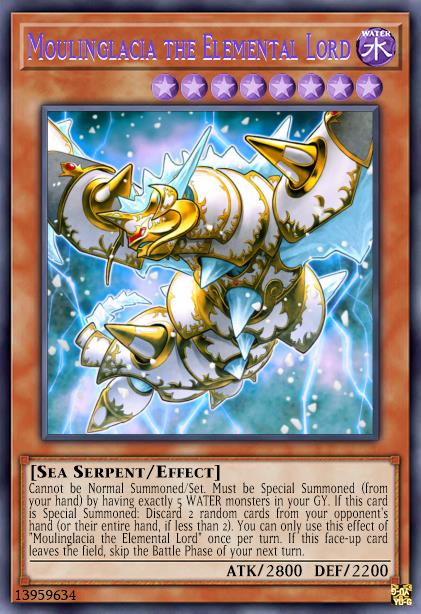 Moulinglacia the Elemental Lord
WATER
水
[Sea Serpent/Effect]
Cannot be Normal Summoned/Set. Must be Special Summoned (from
your hand) by having exactly 5 WATER monsters in your GY. If this card
is Special Summoned: Discard 2 random cards from your opponent's
hand (or their entire hand, if less than 2). You can only use this effect of
"Moulinglacia the Elemental Lord" once per turn. If this face-up card
leaves the field, skip the Battle Phase of your next turn.
ATK/2800 DEF/2200
13959634